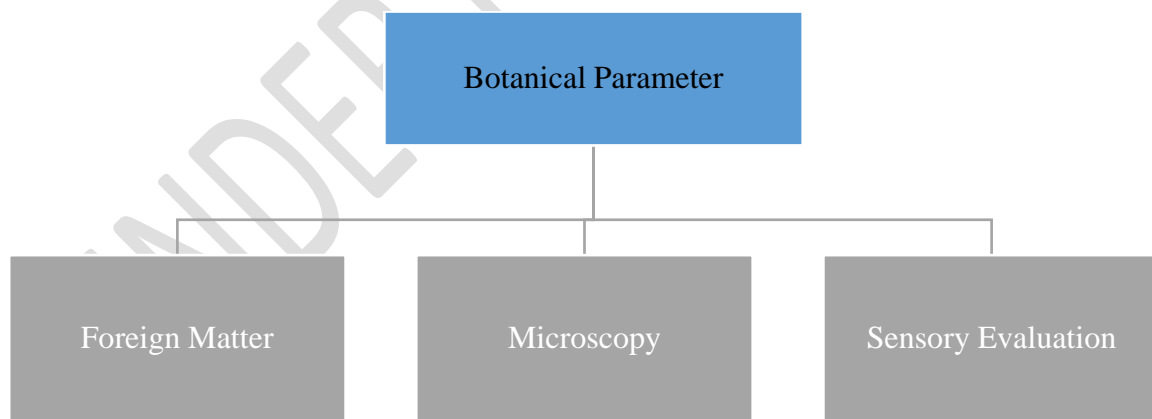 Botanical Parameter
Foreign Matter
Microscopy
Sensory Evaluation